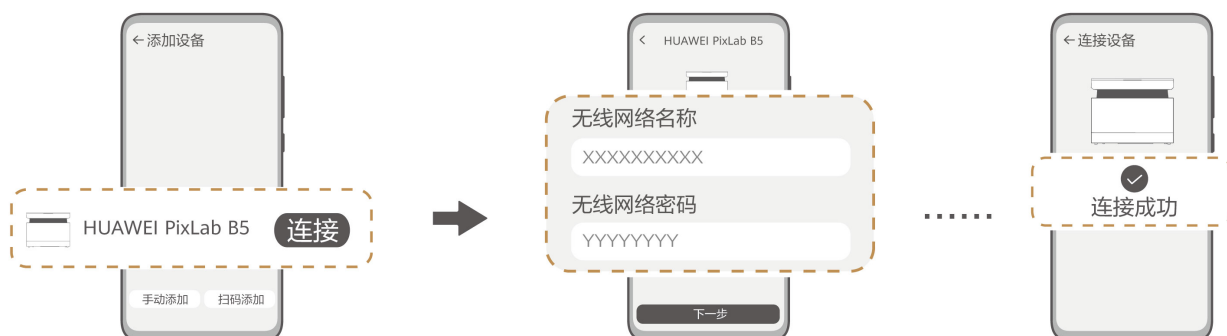 ←添加设备
HUAWEI PixLab B5
连接
手动添加
扫码添加
< HUAWEI PixLab B5
无线网络名称
XXXXXXXXXX
无线网络密码
YYYYYYYY
下一步
······
←连接设备
连接成功